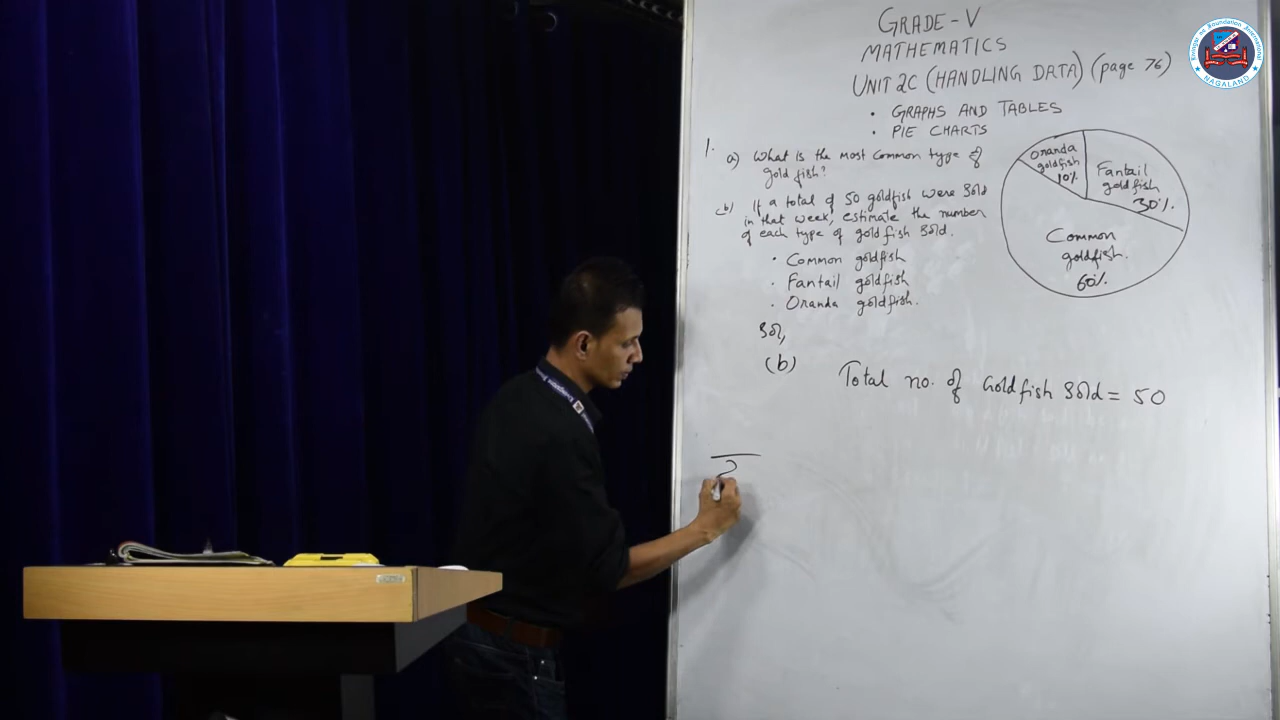 GRADE-V
MATHEMATICS
UNIT 2C (HANDLING DATA) (page 76)
• GRAPHS AND TABLES
• PIE CHARTS
1.
a) What is the most common type of
gold fish?
(b) If a total of 50 goldfish were sold
in that week, estimate the number
of each type of goldfish sold.
• Common goldfish
• Fantail goldfish
• Oranda goldfish.
Oranda
goldfish
10%
Fantail
goldfish
30%.
Common
goldfish.
60%.
Sol,
(b) Total no. of Goldfish Sold = 50
NAGALAND